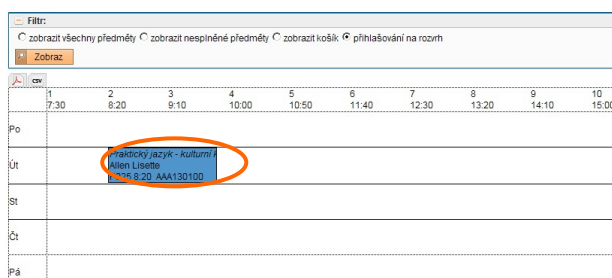 Filtr:
zobrazit všechny předměty zobrazit nesplněné předměty zobrazit košík přihlašování na rozvrh
Zobraz
CSV
1 2 3 4 5 6 7 8 9 10
7:30 8:20 9:10 10:00 10:50 11:40 12:30 13:20 14:10 15:00
Po
Praktický jazyk - kulturní
Út Allen Lisette
8:20 AAA130100
St
Čt
Pá